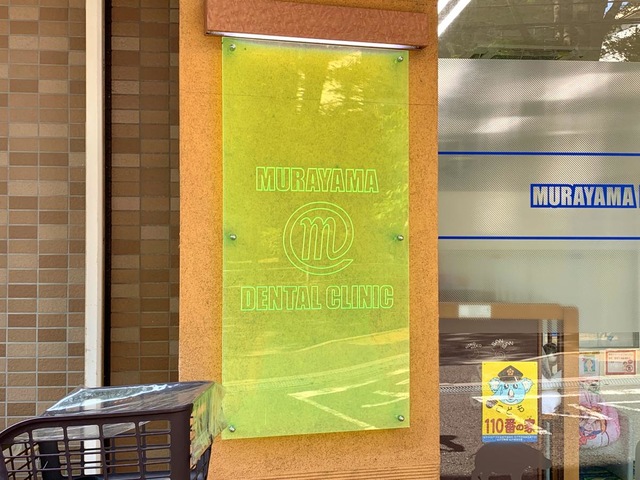 MURAYAMA
m
DENTAL CLINIC
MURAYAMA
こども
110番の家